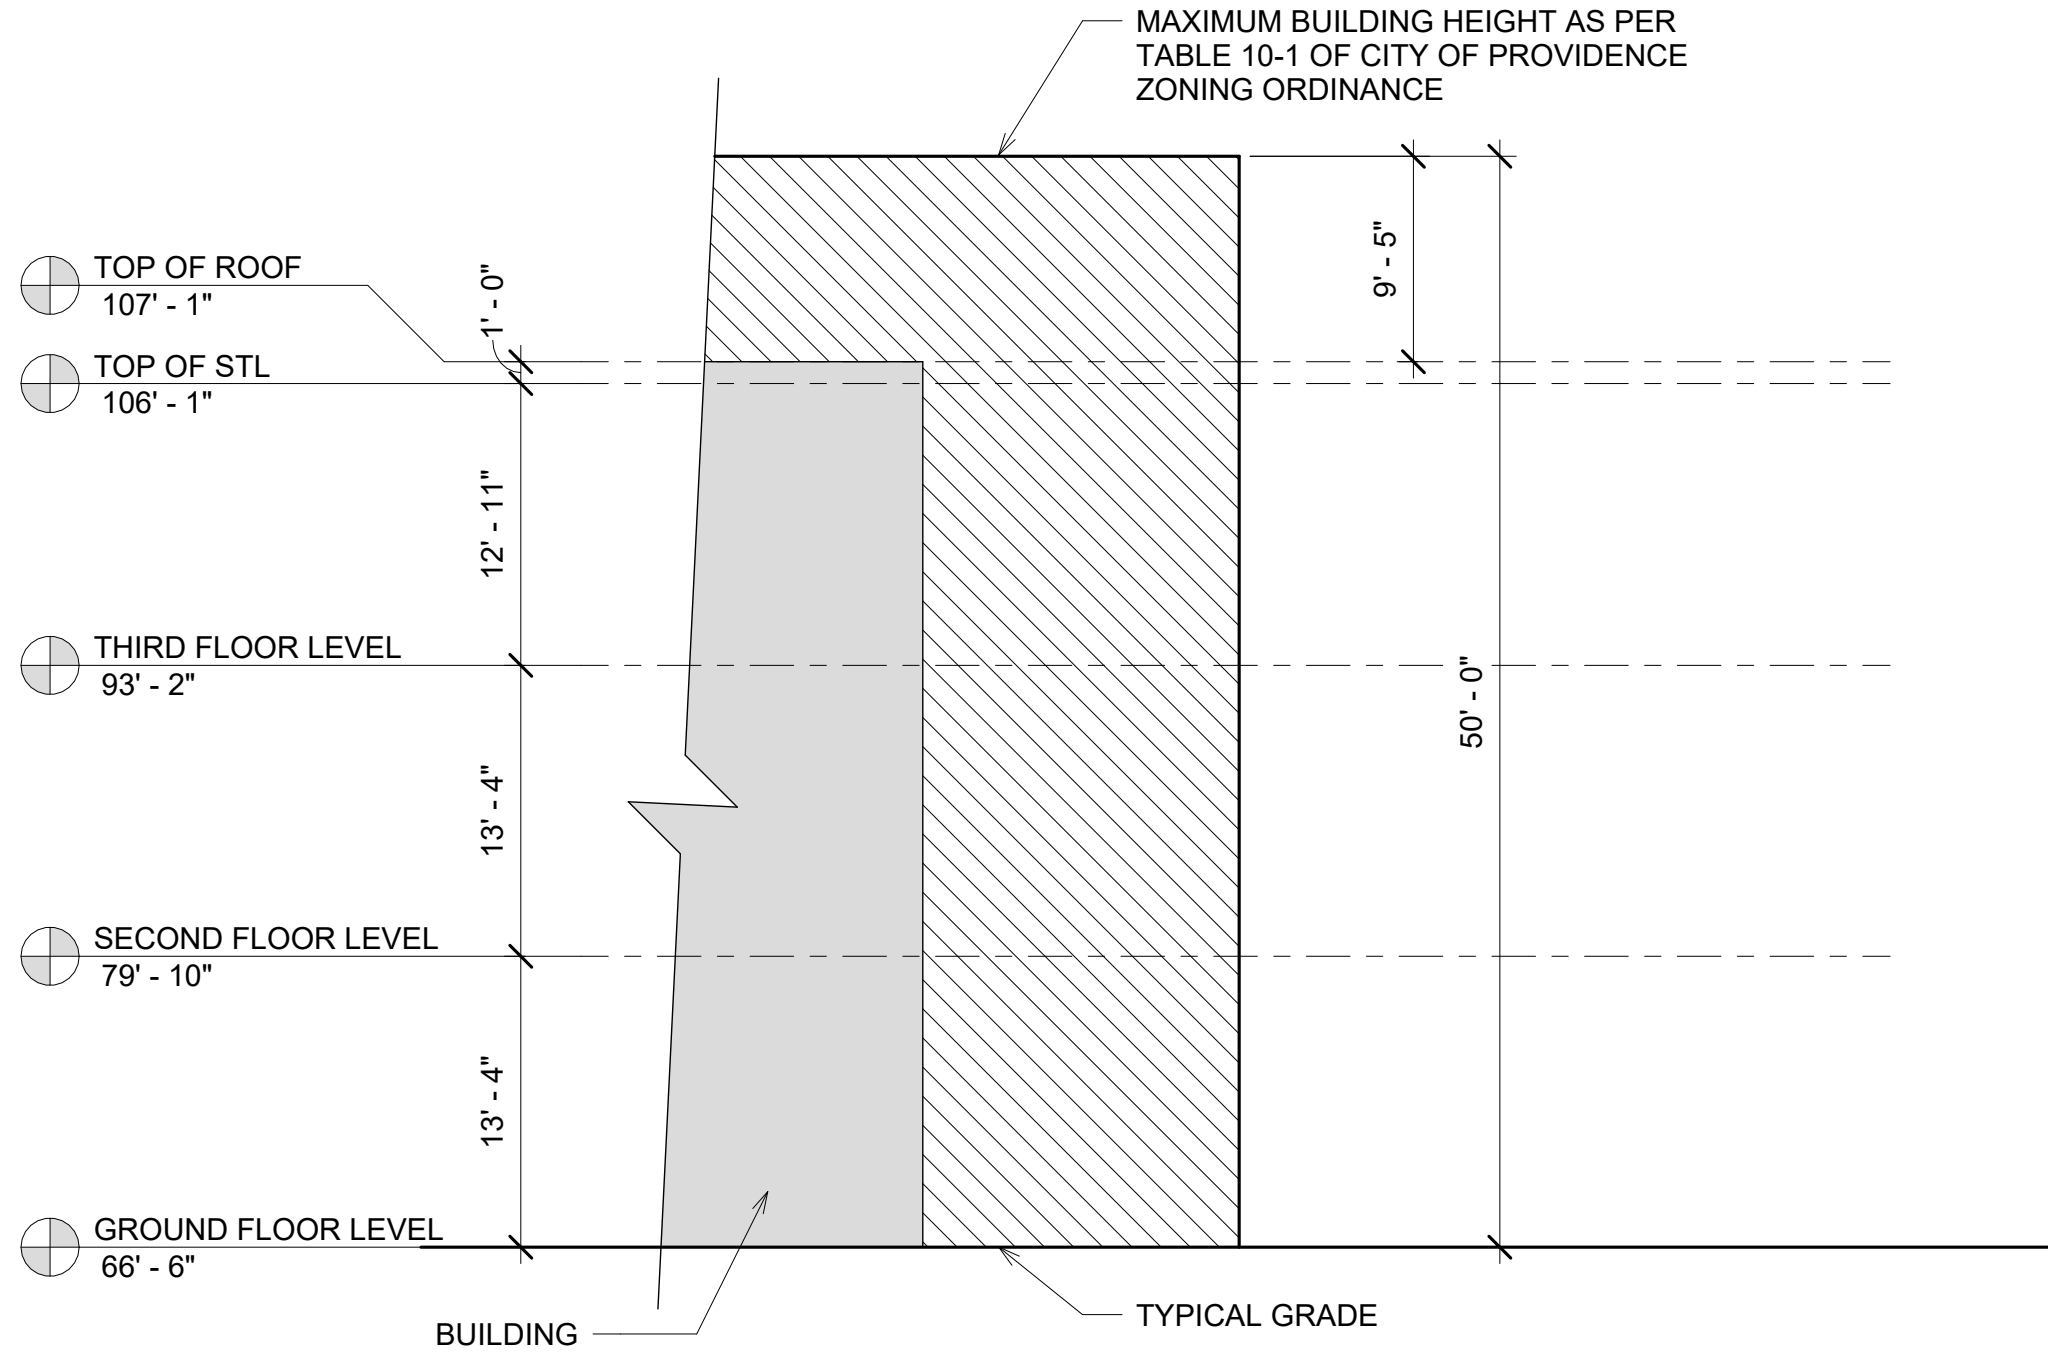 MAXIMUM BUILDING HEIGHT AS PER
TABLE 10-1 OF CITY OF PROVIDENCE
ZONING ORDINANCE
TOP OF ROOF
107' - 1"
1' - 0"
9' - 5"
TOP OF STL
106' - 1"
12' - 11"
THIRD FLOOR LEVEL
93' - 2"
50' - 0"
13' - 4"
SECOND FLOOR LEVEL
79' - 10"
13' - 4"
GROUND FLOOR LEVEL
66' - 6"
TYPICAL GRADE
BUILDING